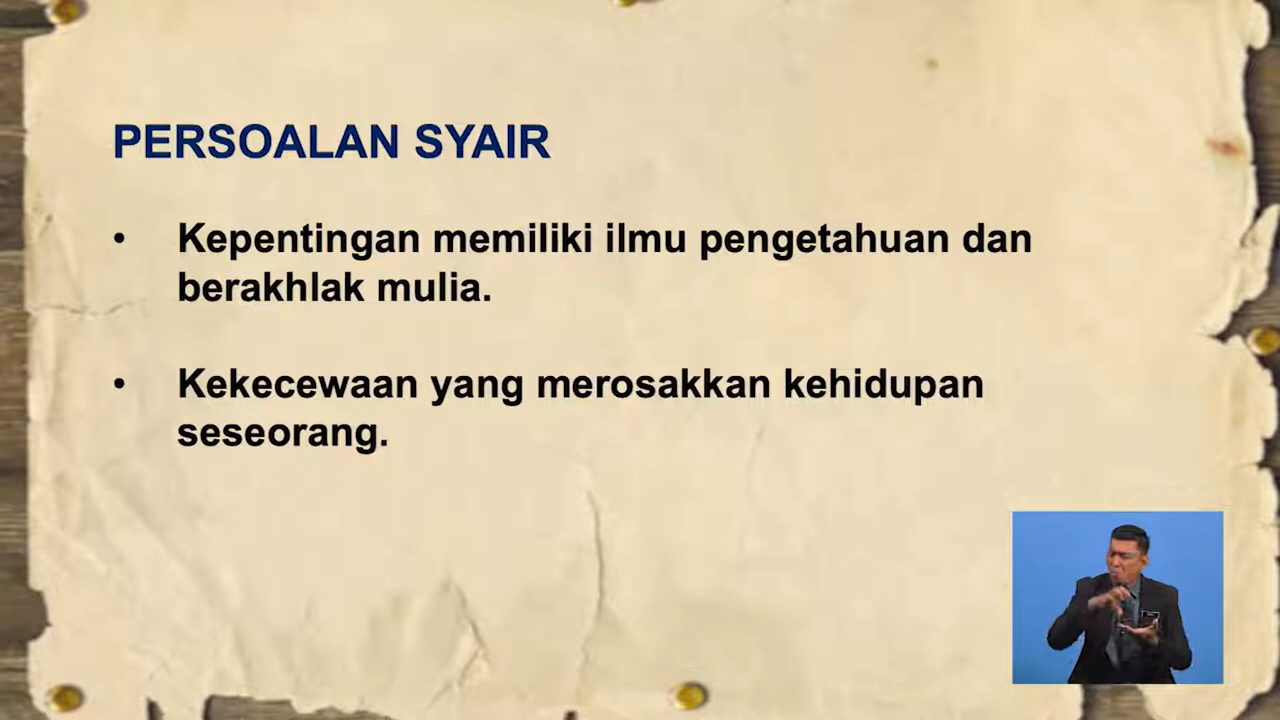 PERSOALAN SYAIR
• Kepentingan memiliki ilmu pengetahuan dan
berakhlak mulia.
• Kekecewaan yang merosakkan kehidupan
seseorang.